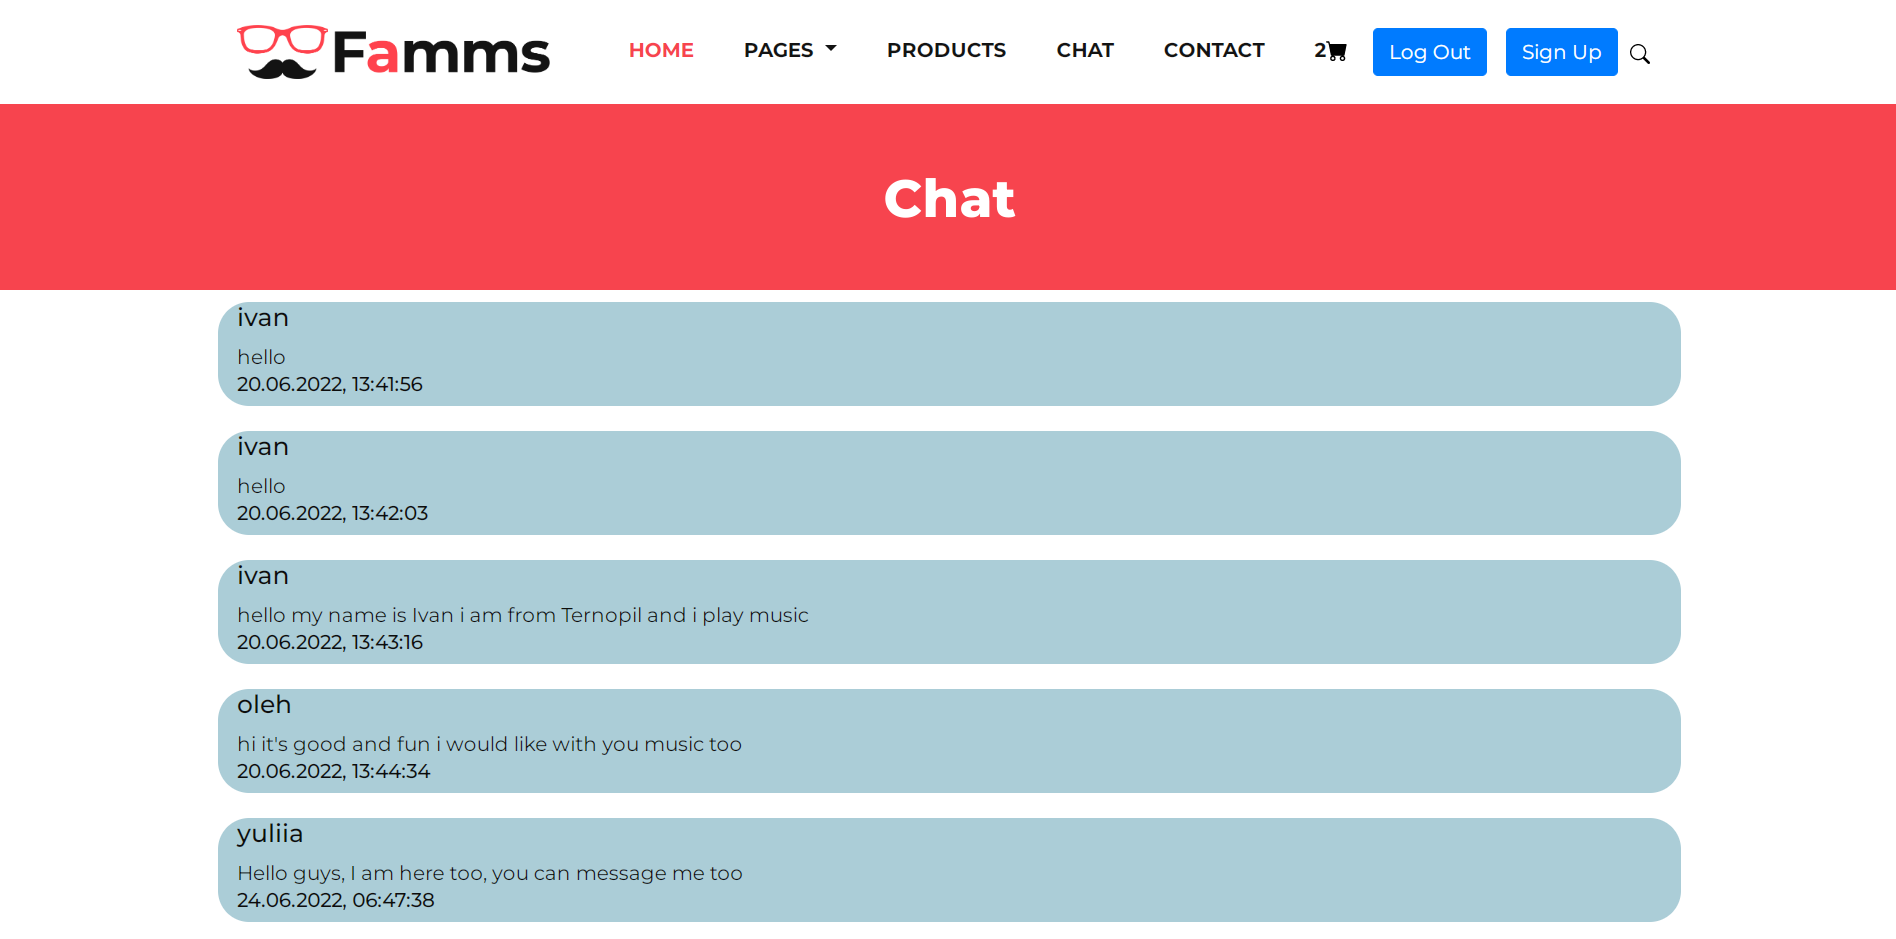 Famms
HOME PAGES PRODUCTS CHAT CONTACT 2 Log Out Sign Up
Chat
ivan
hello
20.06.2022, 13:41:56
ivan
hello
20.06.2022, 13:42:03
ivan
hello my name is Ivan i am from Ternopil and i play music
20.06.2022, 13:43:16
oleh
hi it's good and fun i would like with you music too
20.06.2022, 13:44:34
yuliia
Hello guys, I am here too, you can message me too
24.06.2022, 06:47:38